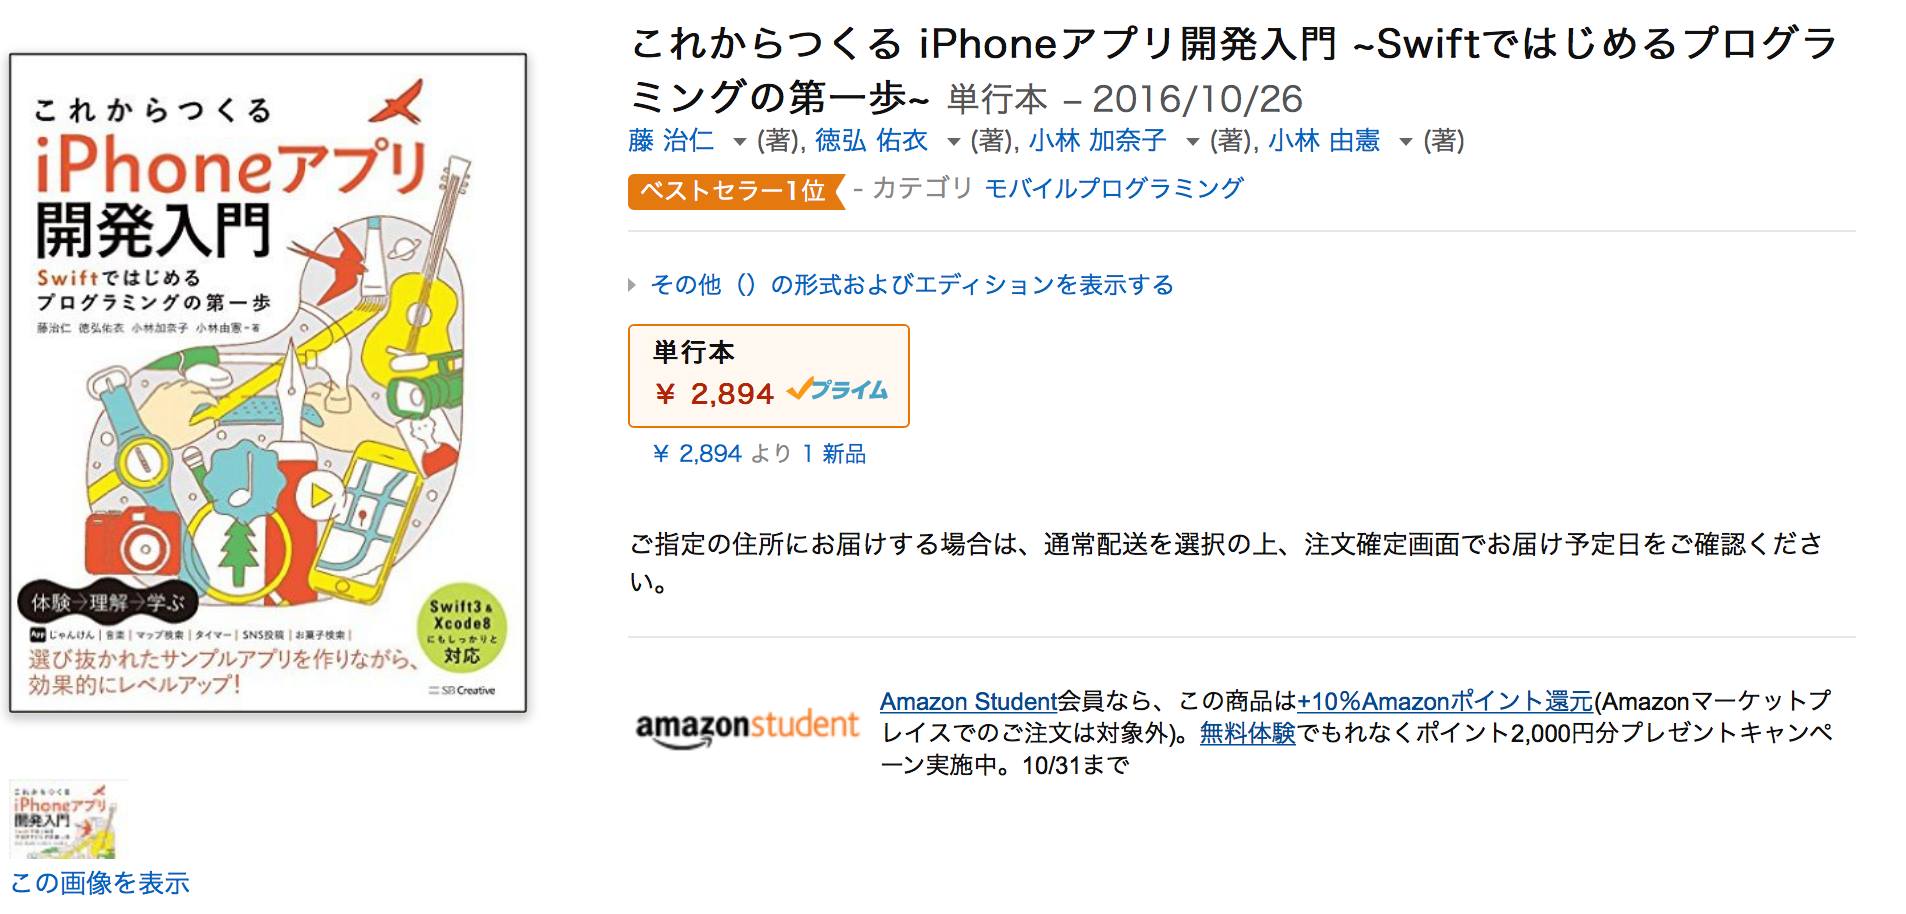 これからつくる iPhoneアプリ開発入門 ~Swiftではじめるプログラ
ミングの第一歩~ 単行本 – 2016/10/26
藤 治仁 (著), 徳弘 佑衣 (著), 小林 加奈子 (著), 小林 由憲 (著)
ベストセラー1位 - カテゴリ モバイルプログラミング
その他（）の形式およびエディションを表示する
単行本
￥ 2,894 プライム
￥ 2,894 より 1 新品
ご指定の住所にお届けする場合は、通常配送を選択の上、注文確定画面でお届け予定日をご確認くださ
い。
amazonstudent
Amazon Student会員なら、この商品は+10%Amazonポイント還元(Amazonマーケットプ
レイスでのご注文は対象外)。無料体験でもれなくポイント2,000円分プレゼントキャンペ
ーン実施中。10/31まで
これからつくる
iPhoneアプリ
開発入門
Swiftではじめる
プログラミングの第一歩
藤治仁 徳弘佑衣 小林加奈子 小林由憲-著
体験→理解→学ぶ
Swift3&
Xcode8
にもしっかりと
対応
App じゃんけん | 音楽 | マップ検索 | タイマー | SNS投稿 | お菓子検索 |
選び抜かれたサンプルアプリを作りながら、
効果的にレベルアップ！
SB Creative
これからつくる
iPhoneアプリ
開発入門
この画像を表示